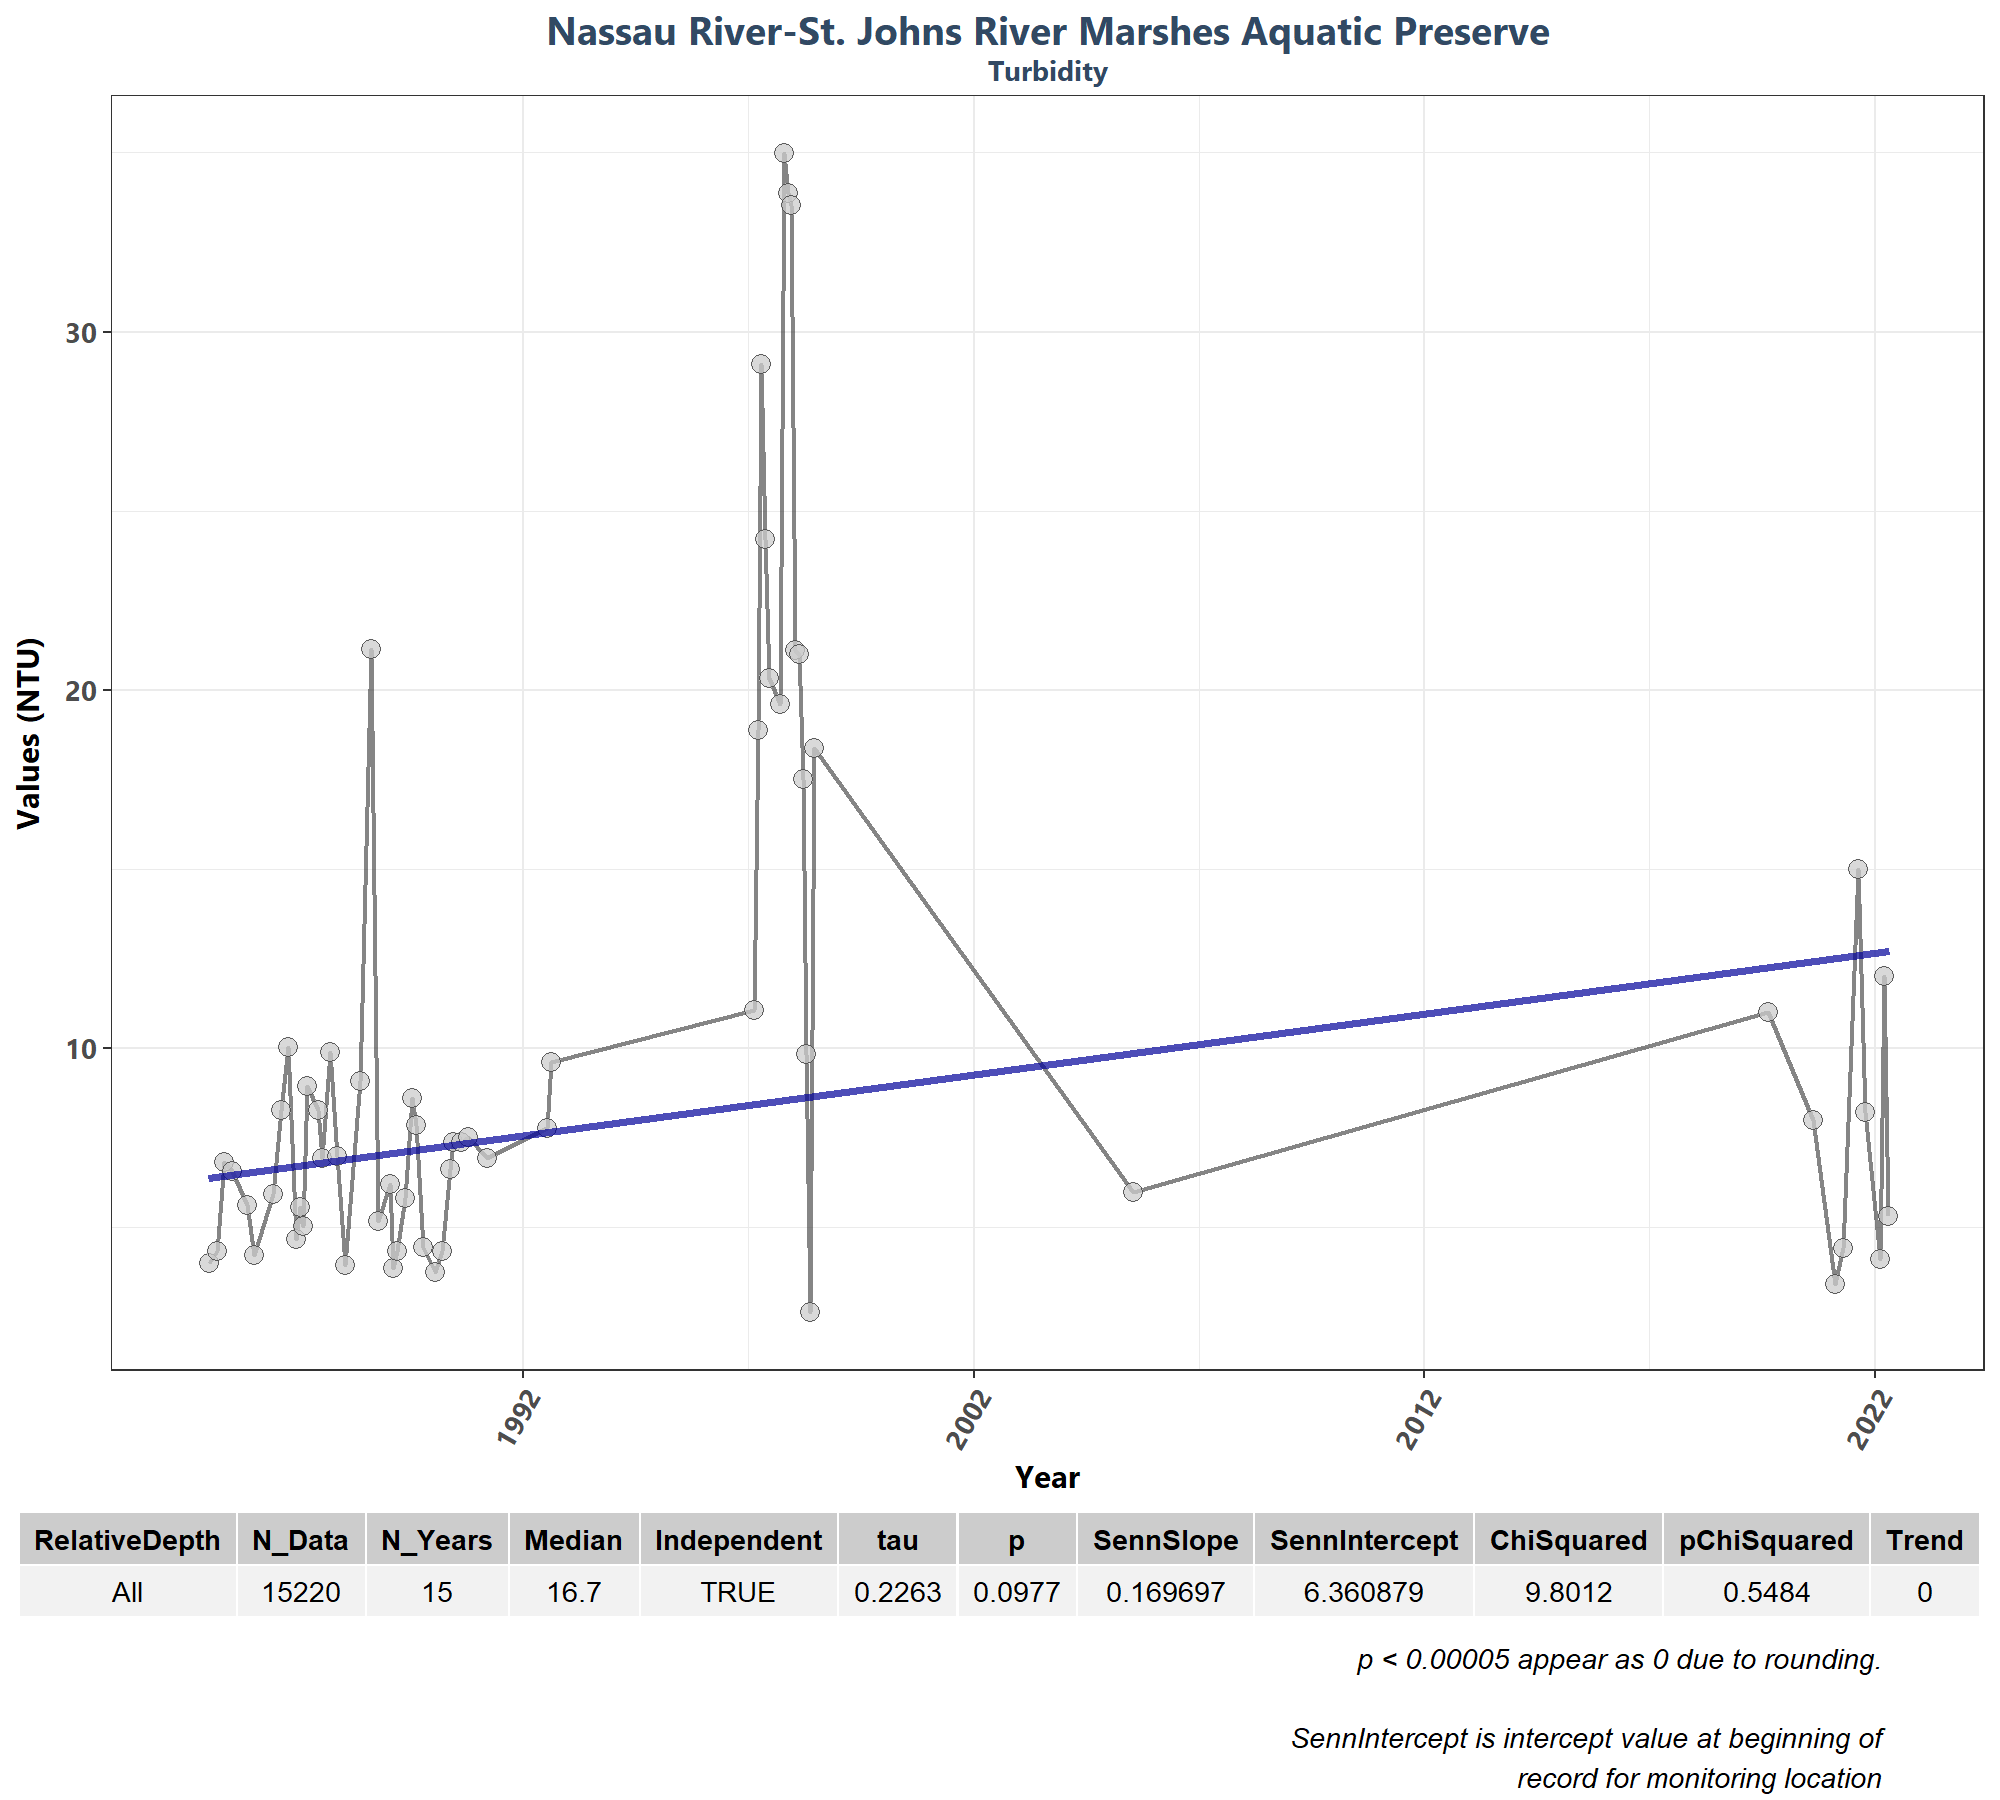 Nassau River-St. Johns River Marshes Aquatic Preserve
Turbidity
Values (NTU)
30
20
10
1992
2002
2012
2022
Year
RelativeDepth N_Data N_Years Median Independent tau p SennSlope SennIntercept ChiSquared pChiSquared Trend
All 15220 15 16.7 TRUE 0.2263 0.0977 0.169697 6.360879 9.8012 0.5484 0
p < 0.00005 appear as 0 due to rounding.
SennIntercept is intercept value at beginning of
record for monitoring location